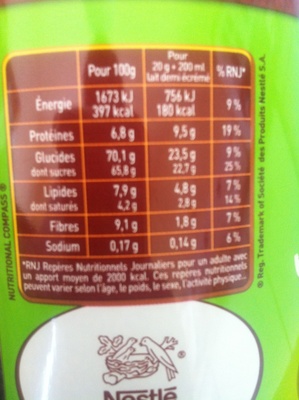 Pour 100g
Pour
20 g + 200 ml
lait demi écrémé
% RNJ*
Énergie 1673 kJ 756 kJ 9 %
397 kcal 180 kcal
Protéines 6,8 g 9,5 g 19 %
Glucides 70,1 g 23,5 g 9 %
dont sucres 65,8 g 22,7 g 25 %
Lipides 7,9 g 4,8 g 7 %
dont saturés 4,2 g 2,8 g 14 %
Fibres 9,1 g 1,8 g 7 %
Sodium 0,17 g 0,14 g 6 %
*RNJ Repères Nutritionnels Journaliers pour un adulte avec
un apport moyen de 2000 kcal. Ces repères nutritionnels
peuvent varier selon l'âge, le poids, le sexe, l'activité physique...
NUTRITIONAL COMPASS ®
® Reg. Trademark of Société des Produits Nestlé S.A.
Nestlé